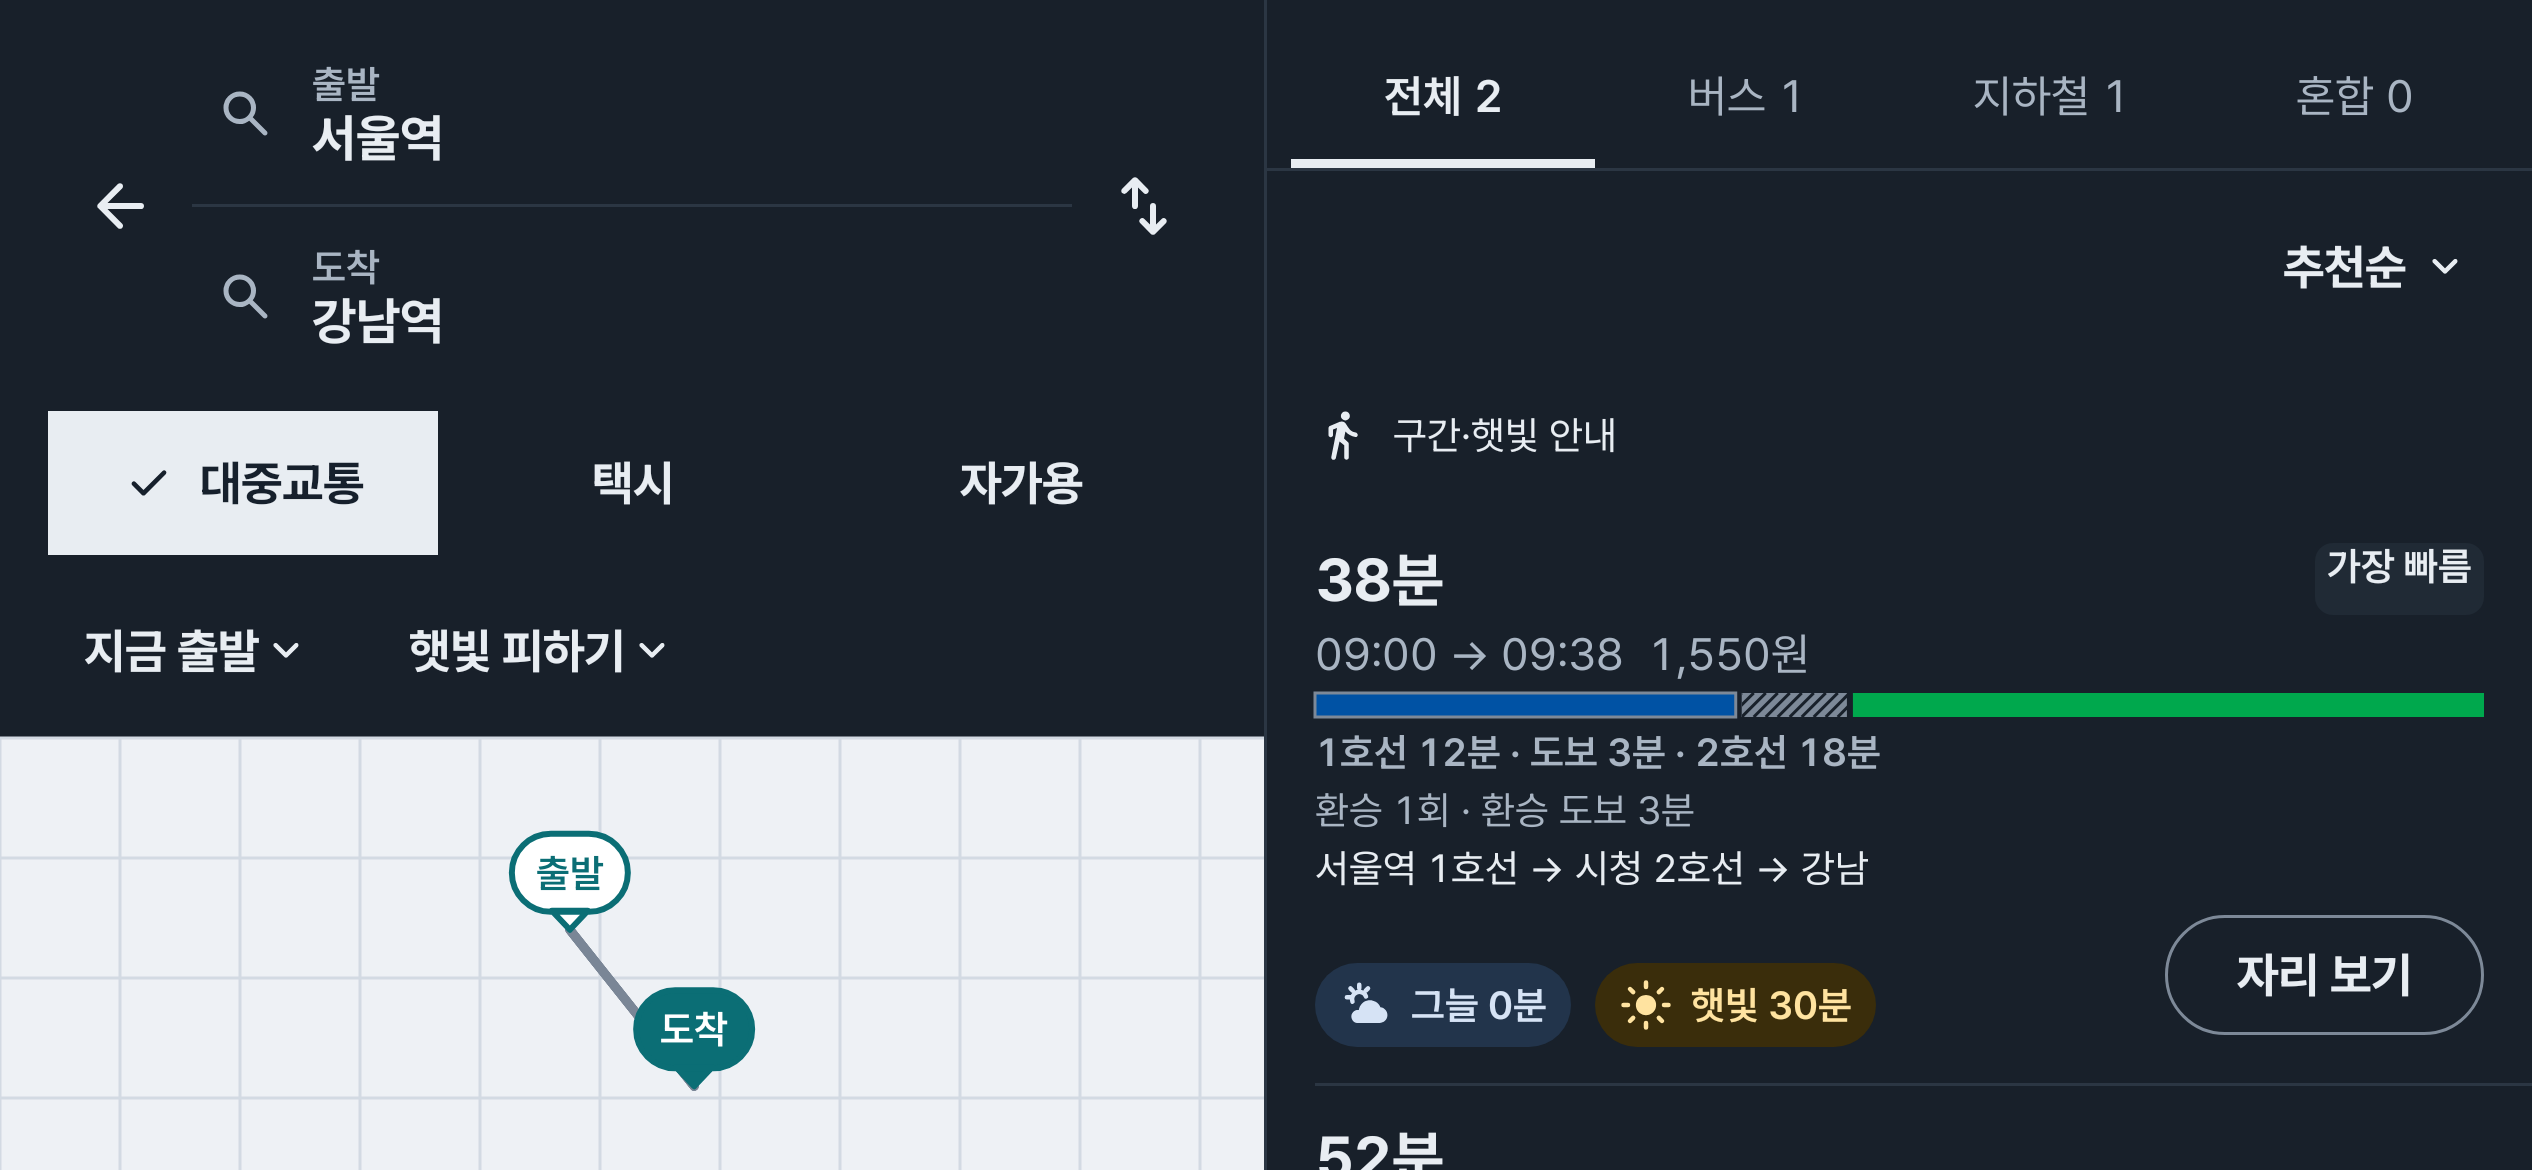 출발
서울역
도착
강남역
대중교통
택시
자가용
지금 출발
햇빛 피하기
출발
도착
전체 2
버스 1
지하철 1
혼합 0
추천순
구간·햇빛 안내
38분
가장 빠름
09:00 → 09:38 1,550원
1호선 12분 · 도보 3분 · 2호선 18분
환승 1회 · 환승 도보 3분
서울역 1호선 → 시청 2호선 → 강남
그늘 0분
햇빛 30분
자리 보기
52분